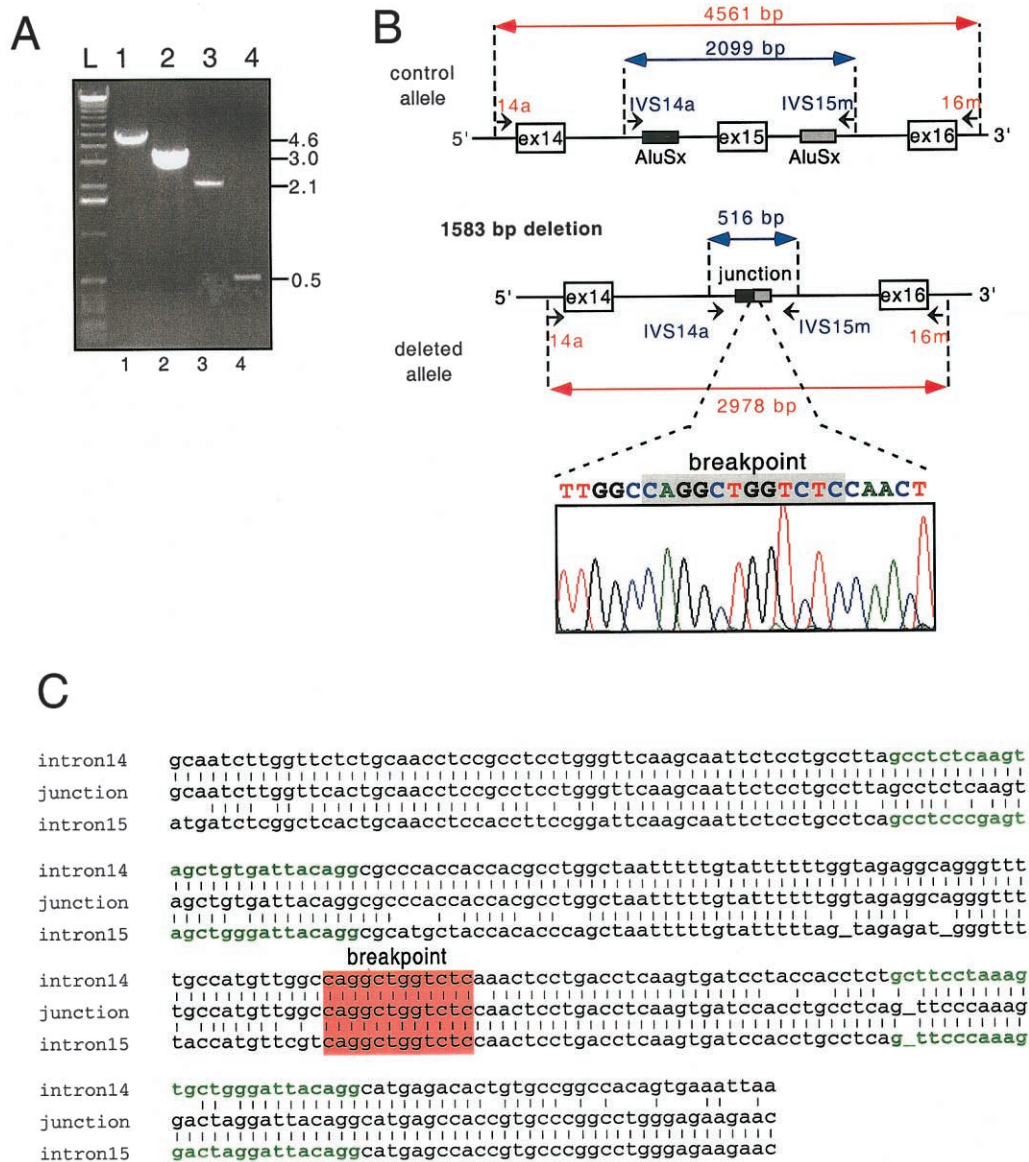 A
L 1 2 3 4
4.6
3.0
2.1
0.5
1 2 3 4
B
4561 bp
2099 bp
control
allele
14a
IVS14a
IVS15m
16m
5'
ex14
ex15
ex16
3'
AluSx
AluSx
1583 bp deletion
516 bp
junction
5'
ex14
ex16
3'
14a
IVS14a
IVS15m
16m
deleted
allele
2978 bp
breakpoint
TTGGCCAGGCTGGTCTCCAACT
C
intron14 gcaatcttggttctctgcaacctccgcctcctgggttcaagcaattctcctgccttagcctctcaagt
junction gcaatcttggttcactgcaacctccgcctcctgggttcaagcaattctcctgccttagcctctcaagt
intron15 atgatctcggctcactgcaacctccaccttccggattcaagcaattctcctgcctcagcctcccgagt
intron14 agctgtgattacaggcgcccaccaccacgcctggctaatttttgtattttttggtagaggcagggttt
junction agctgtgattacaggcgcccaccaccacgcctggctaatttttgtattttttggtagaggcagggttt
intron15 agctgggattacaggcgcatgctaccacacccagctaatttttgtatttttag_tagagat_gggttt
breakpoint
intron14 tgccatgttggccaggctggtctcaaactcctgacctcaagtgatcctaccacctctgcttcctaaag
junction tgccatgttggccaggctggtctccaactcctgacctcaagtgatccacctgcctcag_ttcccaaag
intron15 taccatgttcgtcaggctggtctccaactcctgacctcaagtgatccacctgcctcag_ttcccaaag
intron14 tgctgggattacaggcatgagacactgtgccggccacagtgaaattaa
junction gactaggattacaggcatgagccaccgtgcccggcctgggagaagaac
intron15 gactaggattacaggcatgagccaccgtgcccggcctgggagaagaac